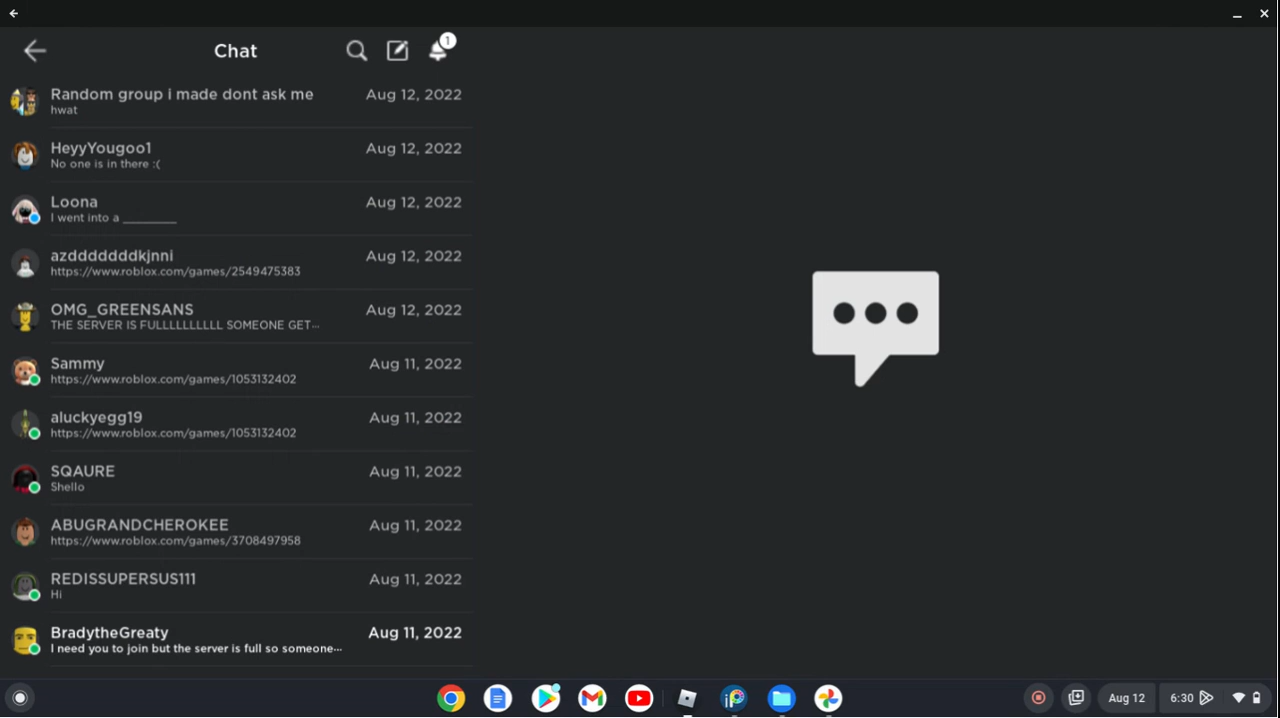 Chat
1
Random group i made dont ask me Aug 12, 2022
hwat
HeyyYougoo1 Aug 12, 2022
No one is in there :(
Loona Aug 12, 2022
I went into a ________
azdddddddkjnni Aug 12, 2022
https://www.roblox.com/games/2549475383
OMG_GREENSANS Aug 12, 2022
THE SERVER IS FULLLLLLLLLL SOMEONE GET...
Sammy Aug 11, 2022
https://www.roblox.com/games/1053132402
aluckyegg19 Aug 11, 2022
https://www.roblox.com/games/1053132402
SQAURE Aug 11, 2022
Shello
ABUGRANDCHEROKEE Aug 11, 2022
https://www.roblox.com/games/3708497958
REDISSUPERSUS111 Aug 11, 2022
Hi
BradytheGreaty Aug 11, 2022
I need you to join but the server is full so someone...
Aug 12 6:30